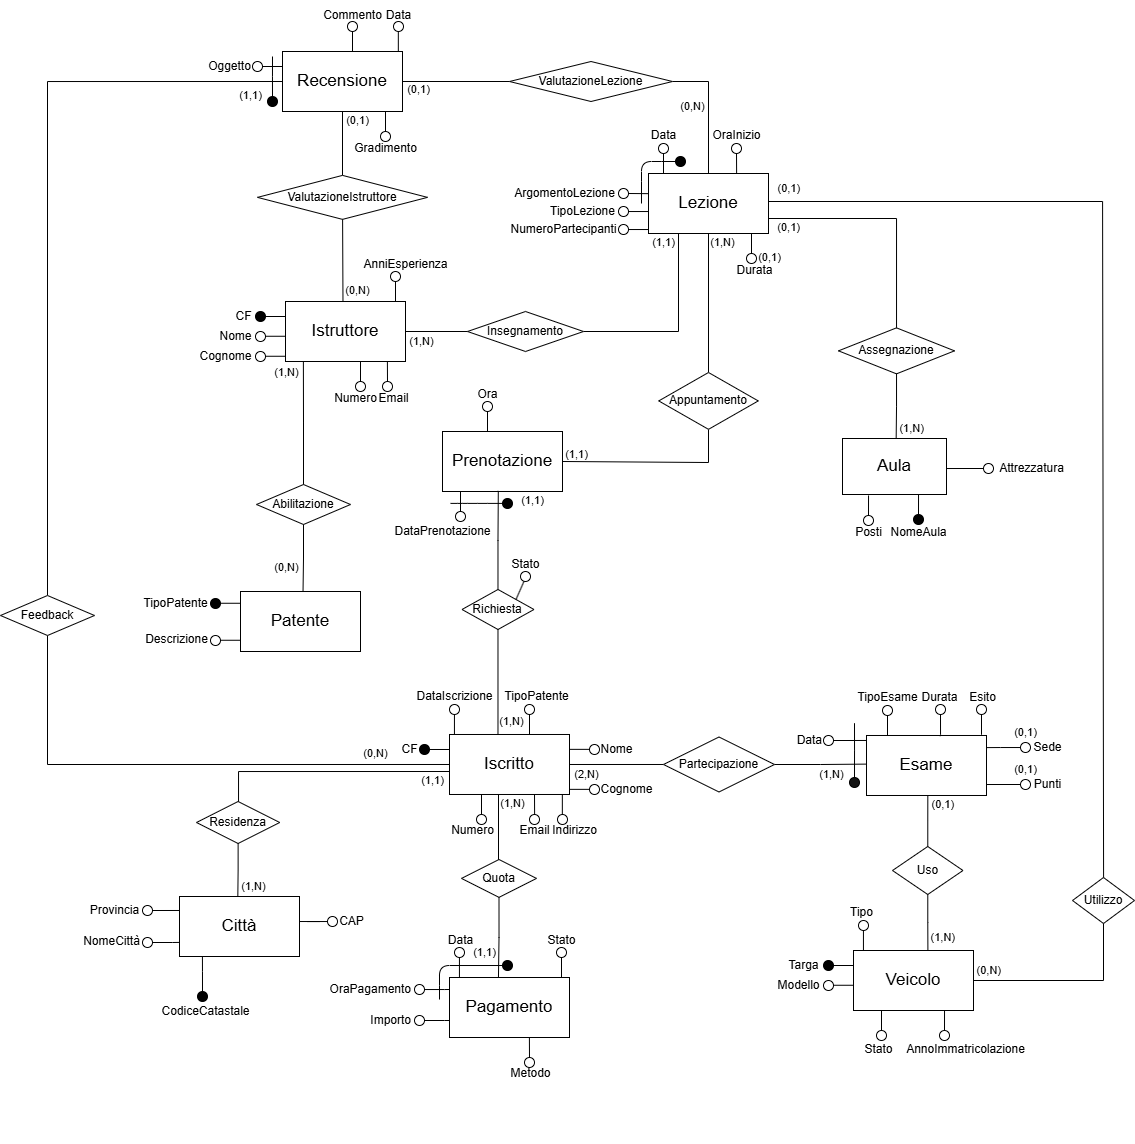 Commento Data
Oggetto
Recensione
(1,1)
(0,1)
ValutazioneLezione
(0,1)
Gradimento
(0,N)
Data
OraInizio
ValutazioneIstruttore
ArgomentoLezione
TipoLezione
NumeroPartecipanti
Lezione
(0,1)
(0,1)
(1,1)
(1,N)
(0,1)
Durata
AnniEsperienza
(0,N)
CF
Nome
Cognome
Istruttore
(1,N)
Insegnamento
(1,N)
Numero Email
Assegnazione
Ora
Appuntamento
Prenotazione
(1,1)
(1,N)
Aula
Attrezzatura
(1,1)
DataPrenotazione
Posti
NomeAula
Abilitazione
(0,N)
Stato
TipoPatente
Descrizione
Patente
Richiesta
Feedback
DataIscrizione
TipoPatente
(1,N)
TipoEsame Durata Esito
CF
Iscritto
Nome
Cognome
(0,N)
(1,1)
(2,N)
(1,N)
Partecipazione
Data
(1,N)
Esame
(0,1)
Sede
(0,1)
Punti
(0,1)
Numero
Email Indirizzo
Residenza
(1,N)
Quota
Uso
Utilizzo
Provincia
NomeCittà
Città
CAP
CodiceCatastale
Data
(1,1)
Stato
OraPagamento
Importo
Pagamento
Metodo
Tipo
(1,N)
Targa
Modello
Veicolo
(0,N)
Stato
AnnoImmatricolazione